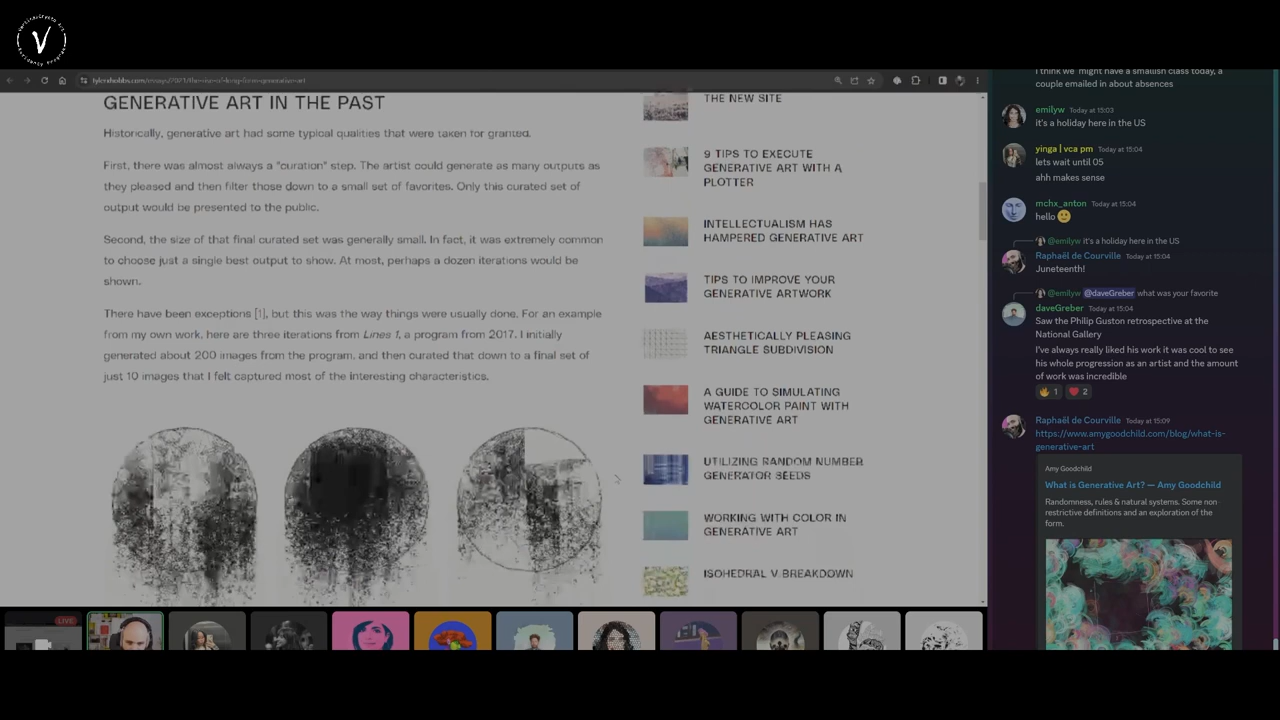 V
tylerxhobbs.com/essays/2021/the-rise-of-long-form-generative-art
GENERATIVE ART IN THE PAST
Historically, generative art had some typical qualities that were taken for granted.
First, there was almost always a "curation" step. The artist could generate as many outputs as
they pleased and then filter those down to a small set of favorites. Only this curated set of
output would be presented to the public.
Second, the size of that final curated set was generally small. In fact, it was extremely common
to choose just a single best output to show. At most, perhaps a dozen iterations would be
shown.
There have been exceptions [1], but this was the way things were usually done. For an example
from my own work, here are three iterations from Lines 1, a program from 2017. I initially
generated about 200 images from the program, and then curated that down to a final set of
just 10 images that I felt captured most of the interesting characteristics.
THE NEW SITE
9 TIPS TO EXECUTE
GENERATIVE ART WITH A
PLOTTER
INTELLECTUALISM HAS
HAMPERED GENERATIVE ART
TIPS TO IMPROVE YOUR
GENERATIVE ARTWORK
AESTHETICALLY PLEASING
TRIANGLE SUBDIVISION
A GUIDE TO SIMULATING
WATERCOLOR PAINT WITH
GENERATIVE ART
UTILIZING RANDOM NUMBER
GENERATOR SEEDS
WORKING WITH COLOR IN
GENERATIVE ART
ISOHEDRAL V BREAKDOWN
i think we might have a smallish class today, a
couple emailed in about absences
emilyw Today at 15:03
it's a holiday here in the US
yinga | vca pm Today at 15:04
lets wait until 05
ahh makes sense
mchx_anton Today at 15:04
hello
@emilyw it's a holiday here in the US
Raphaël de Courville Today at 15:04
Juneteenth!
@emilyw @daveGreber what was your favorite
daveGreber Today at 15:04
Saw the Philip Guston retrospective at the
National Gallery
I've always really liked his work it was cool to see
his whole progression as an artist and the amount
of work was incredible
1 2
Raphaël de Courville Today at 15:09
https://www.amygoodchild.com/blog/what-is-
generative-art
Amy Goodchild
What is Generative Art? — Amy Goodchild
Randomness, rules & natural systems. Some non
restrictive definitions and an exploration of the
form.
LIVE